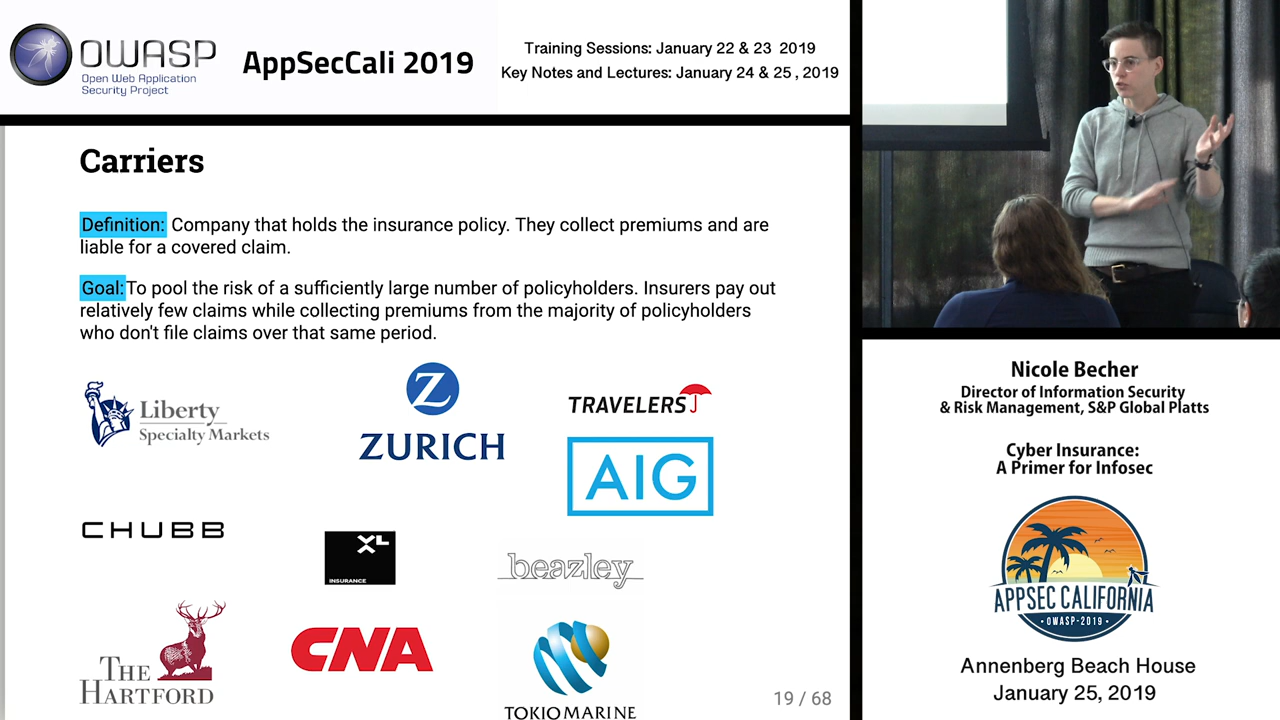 OWASP
Open Web Application
Security Project
AppSecCali 2019
Training Sessions: January 22 & 23 2019
Key Notes and Lectures: January 24 & 25 , 2019
Carriers
Definition: Company that holds the insurance policy. They collect premiums and are
liable for a covered claim.
Goal: To pool the risk of a sufficiently large number of policyholders. Insurers pay out
relatively few claims while collecting premiums from the majority of policyholders
who don't file claims over that same period.
Liberty
Specialty Markets
Z
ZURICH
TRAVELERS
AIG
CHUBB
XL
INSURANCE
beazley
THE
HARTFORD
CNA
TOKIO MARINE
19 / 68
Nicole Becher
Director of Information Security
& Risk Management, S&P Global Platts
Cyber Insurance:
A Primer for Infosec
APPSEC CALIFORNIA
• OWASP-2019 •
Annenberg Beach House
January 25, 2019